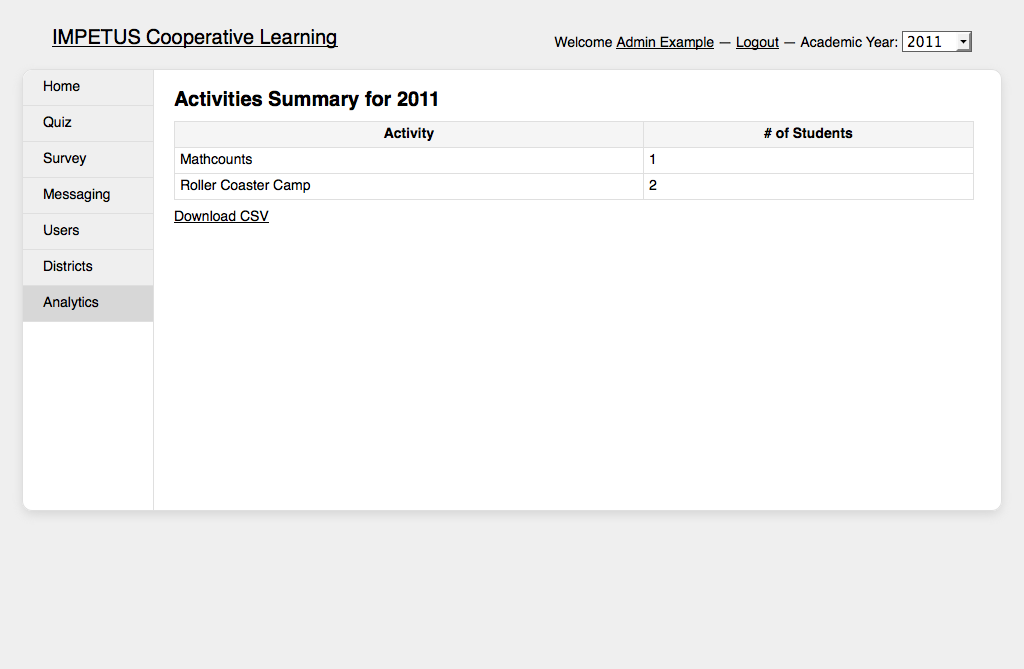 IMPETUS Cooperative Learning
Welcome Admin Example — Logout — Academic Year: 2011
Home
Quiz
Survey
Messaging
Users
Districts
Analytics
Activities Summary for 2011
Activity # of Students
Mathcounts 1
Roller Coaster Camp 2
Download CSV